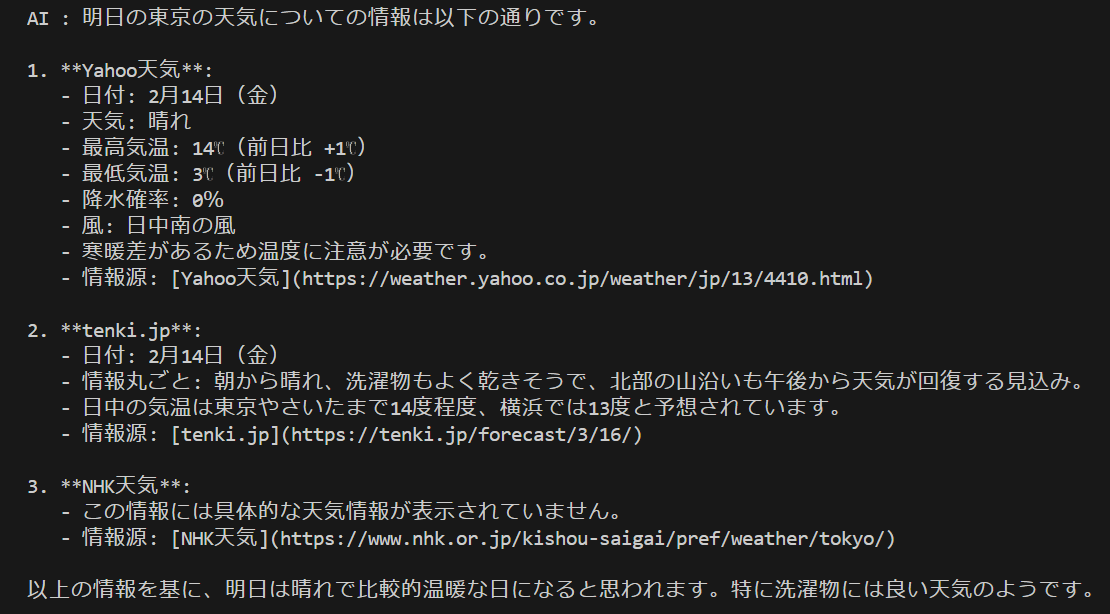 AI : 明日の東京の天気についての情報は以下の通りです。
1. **Yahoo天気**:
- 日付: 2月14日（金）
- 天気: 晴れ
- 最高気温: 14℃（前日比 +1℃）
- 最低気温: 3℃（前日比 -1℃）
- 降水確率: 0％
- 風: 日中南の風
- 寒暖差があるため温度に注意が必要です。
- 情報源: [Yahoo天気](https://weather.yahoo.co.jp/weather/jp/13/4410.html)
2. **tenki.jp**:
- 日付: 2月14日（金）
- 情報丸ごと: 朝から晴れ、洗濯物もよく乾きそうで、北部の山沿いも午後から天気が回復する見込み。
- 日中の気温は東京やさいたまで14度程度、横浜では13度と予想されています。
- 情報源: [tenki.jp](https://tenki.jp/forecast/3/16/)
3. **NHK天気**:
- この情報には具体的な天気情報が表示されていません。
- 情報源: [NHK天気](https://www.nhk.or.jp/kishou-saigai/pref/weather/tokyo/)
以上の情報を基に、明日は晴れで比較的温暖な日になると思われます。特に洗濯物には良い天気のようです。